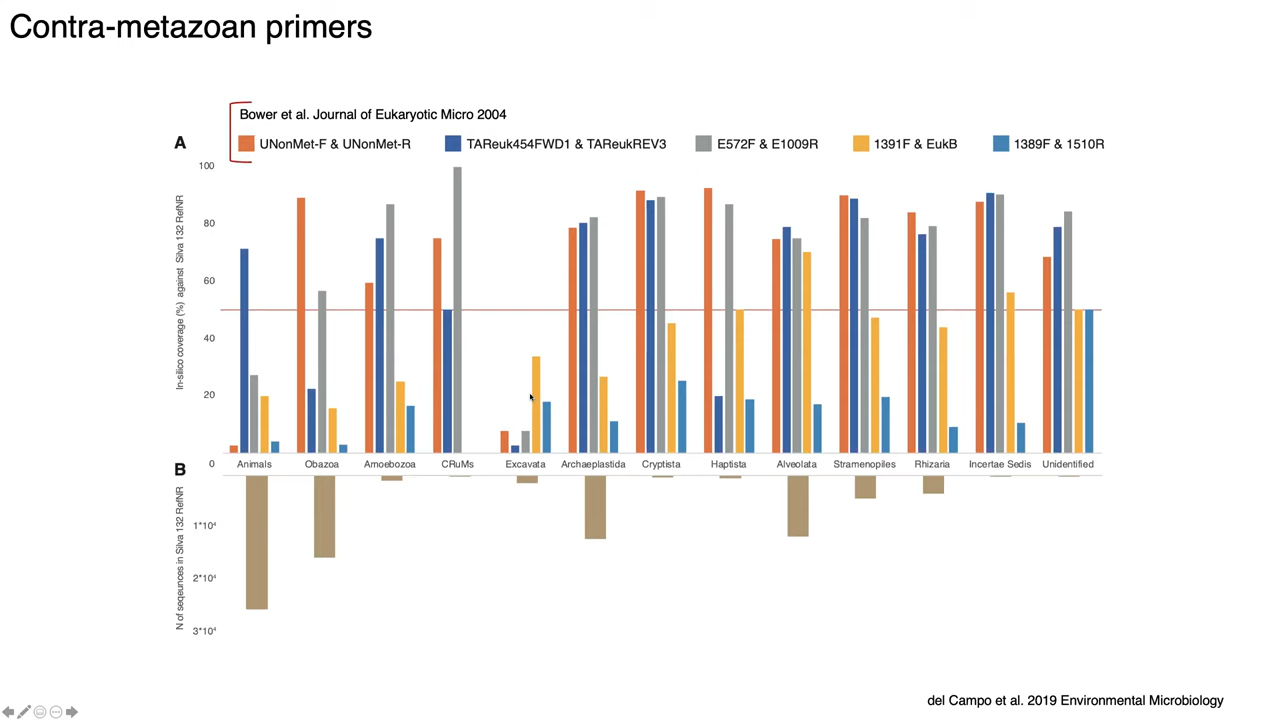 Contra-metazoan primers
Bower et al. Journal of Eukaryotic Micro 2004
A
UNonMet-F & UNonMet-R
TAReuk454FWD1 & TAReukREV3
E572F & E1009R
1391F & EukB
1389F & 1510R
In-silico coverage (%) against Silva 132 RefNR
100
80
60
40
20
0
Animals
Obazoa
Amoebozoa
CRuMs
Excavata
Archaeplastida
Cryptista
Haptista
Alveolata
Stramenopiles
Rhizaria
Incertae Sedis
Unidentified
B
N of seqeunces in Silva 132 RefNR
1*10⁴
2*10⁴
3*10⁴
del Campo et al. 2019 Environmental Microbiology